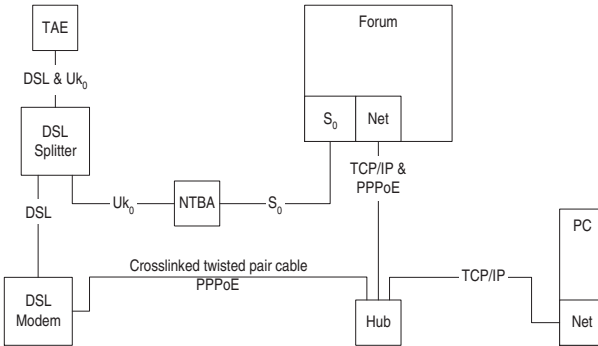 TAE
Forum
DSL & Uk₀
S₀
Net
DSL
Splitter
TCP/IP &
PPPoE
DSL
Uk₀
NTBA
S₀
PC
Crosslinked twisted pair cable
PPPoE
TCP/IP
DSL
Modem
Hub
Net